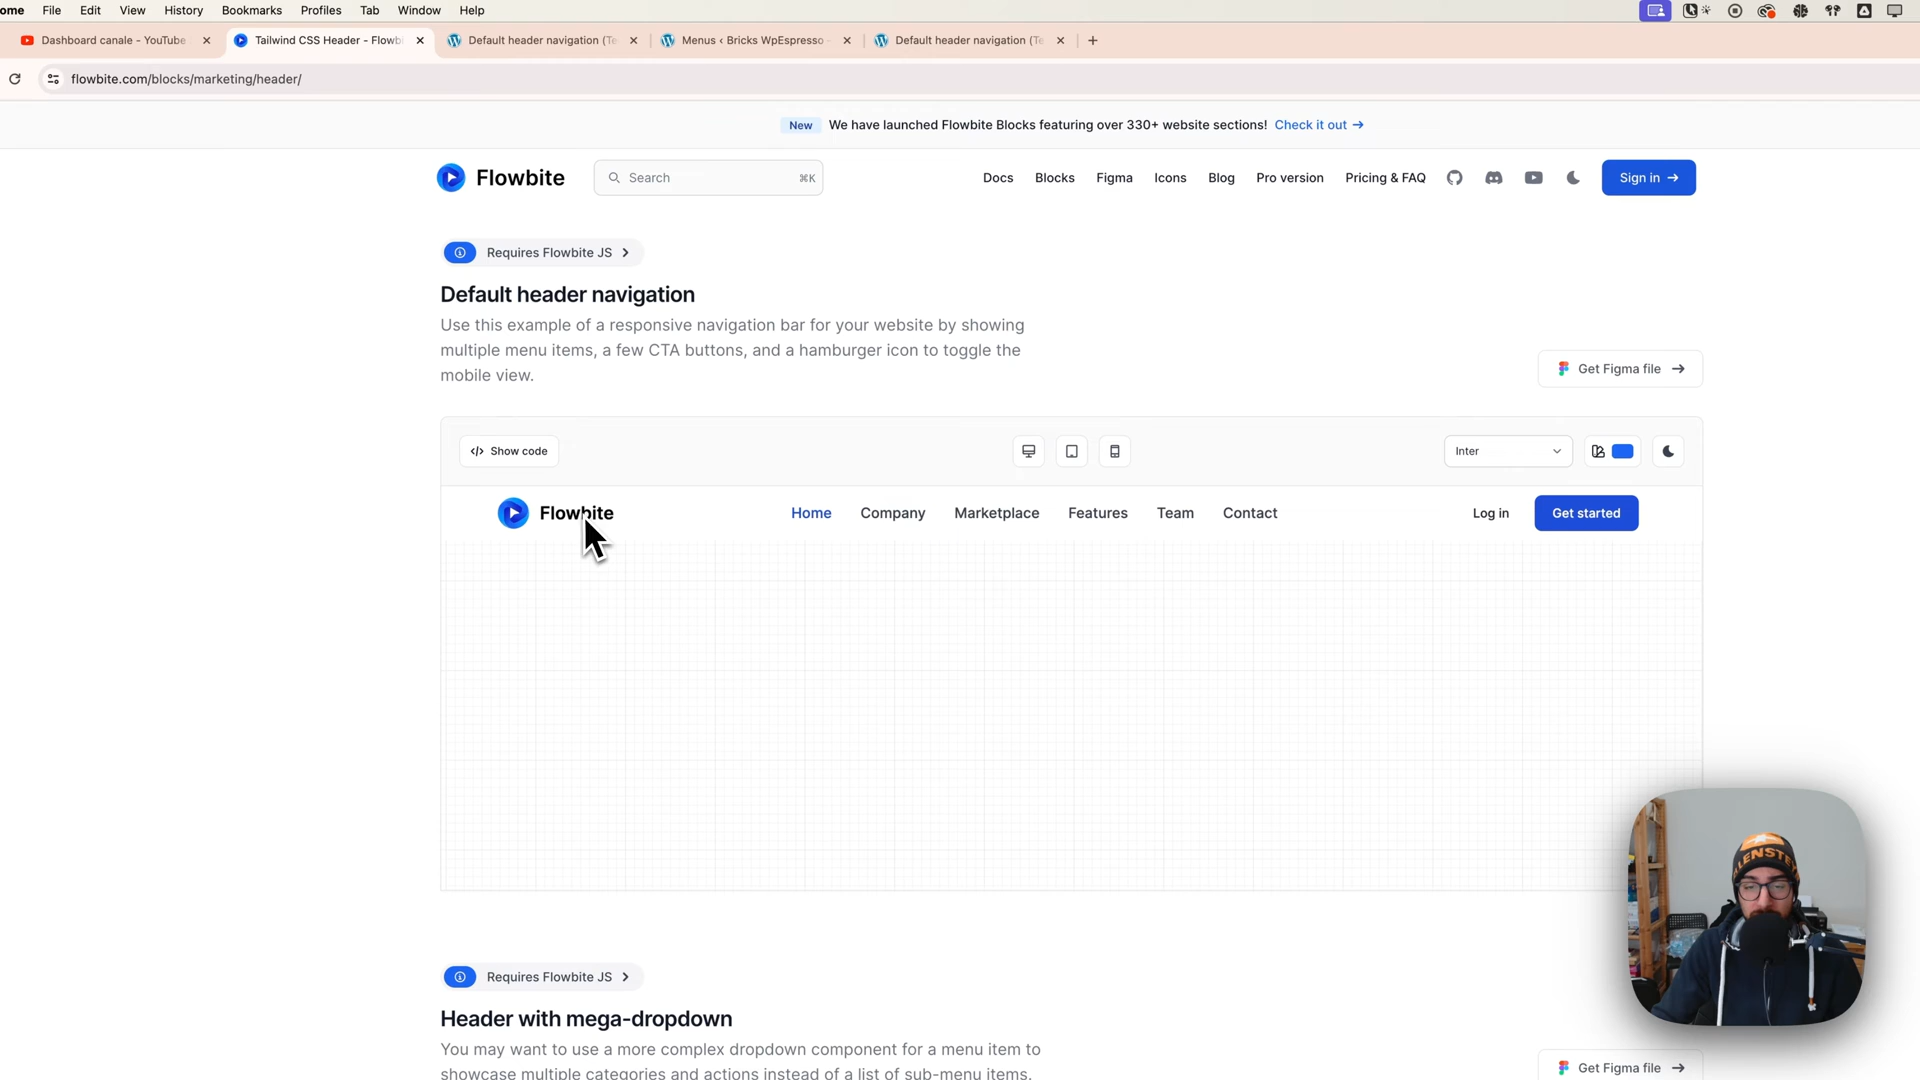 ome File Edit View History Bookmarks Profiles Tab Window Help
Dashboard canale - YouTube
Tailwind CSS Header - Flowb
Default header navigation (Te
Menus ‹ Bricks WpEspresso
Default header navigation (Te
flowbite.com/blocks/marketing/header/
New We have launched Flowbite Blocks featuring over 330+ website sections! Check it out →
Flowbite
Search ⌘K
Docs Blocks Figma Icons Blog Pro version Pricing & FAQ
Sign in →
Requires Flowbite JS
Default header navigation
Use this example of a responsive navigation bar for your website by showing
multiple menu items, a few CTA buttons, and a hamburger icon to toggle the
mobile view.
Get Figma file →
</> Show code
Inter
Flowbite
Home Company Marketplace Features Team Contact
Log in Get started
Requires Flowbite JS
Header with mega-dropdown
You may want to use a more complex dropdown component for a menu item to
showcase multiple categories and actions instead of a list of sub-menu items.
Get Figma file →